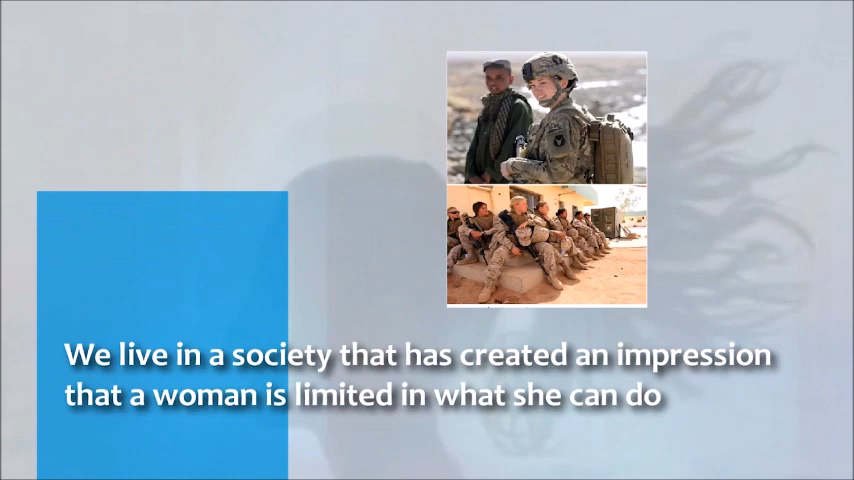 We live in a society that has created an impression
that a woman is limited in what she can do